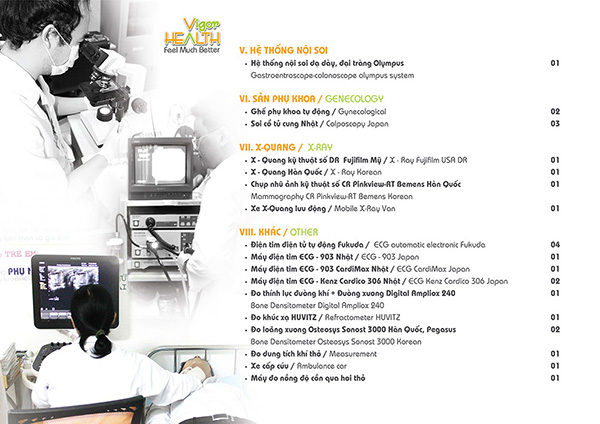 Vigor
HEALTH
Feel Much Better
V. HỆ THỐNG NỘI SOI
• Hệ thống nội soi dạ dày, đại tràng Olympus 01
Gastroentroscope-colonoscope olympus system
VI. SẢN PHỤ KHOA / GENECOLOGY
• Ghế phụ khoa tự động / Gynecological 02
• Soi cổ tử cung Nhật / Colposcopy Japan 03
VII. X-QUANG / X-RAY
• X - Quang kỹ thuật số DR Fujifilm Mỹ / X - Ray Fujifilm USA DR 01
• X - Quang Hàn Quốc / X - Ray Korean 01
• Chụp nhũ ảnh kỹ thuật số CR Pinkview-RT Bemens Hàn Quốc 01
Mammography CR Pinkview-RT Bemens Korean
• Xe X-Quang lưu động / Mobile X-Ray Van 01
VIII. KHÁC / OTHER
• Điện tim điện tử tự động Fukuda / ECG automatic electronic Fukuda 04
• Máy điện tim ECG - 903 Nhật / ECG - 903 Japan 01
• Máy điện tim ECG - 903 CardiMax Nhật / ECG CardiMax Japan 01
• Máy điện tim ECG - Kenz Cardico 306 Nhật / ECG Kenz Cardico 306 Japan 02
• Đo thính lực đường khí + Đường xương Digital Ampliox 240 01
Bone Densitometer Digital Ampliox 240
• Đo khúc xạ HUVITZ / Refractometer HUVITZ 01
• Đo loãng xương Osteosys Sonost 3000 Hàn Quốc, Pegasus 02
Bone Densitometer Osteosys Sonost 3000 Korean
• Đo dung tích khí thở / Measurement 01
• Xe cấp cứu / Ambulance car 01
• Máy đo nồng độ cồn qua hơi thở 01